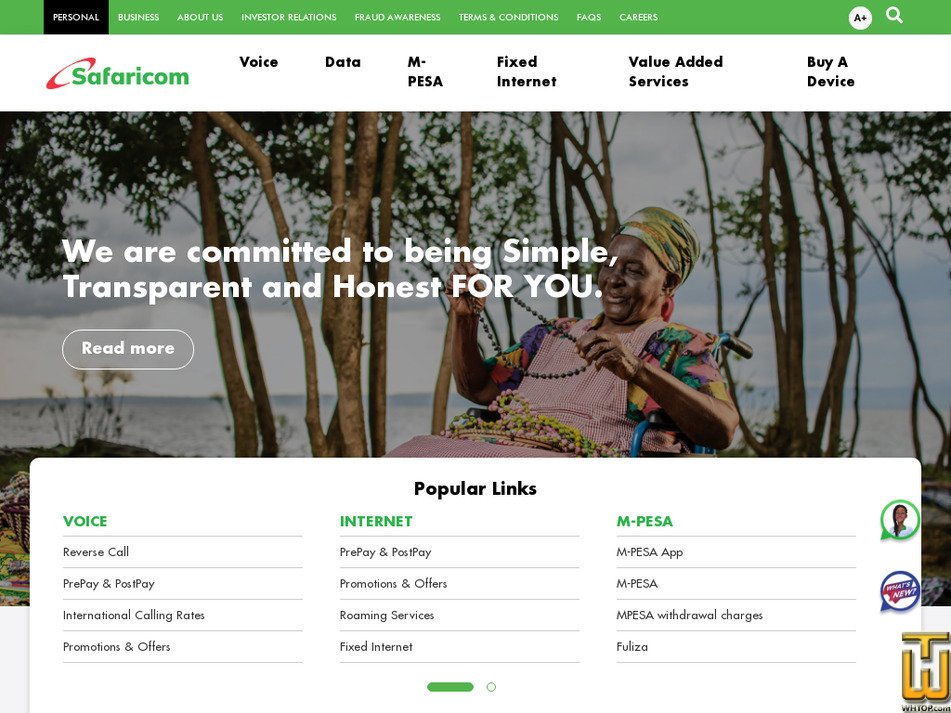 PERSONAL BUSINESS ABOUT US INVESTOR RELATIONS FRAUD AWARENESS TERMS & CONDITIONS FAQS CAREERS A+
Safaricom
Voice
Data
M-
PESA
Fixed
Internet
Value Added
Services
Buy A
Device
We are committed to being Simple,
Transparent and Honest FOR YOU.
Read more
Popular Links
VOICE
Reverse Call
PrePay & PostPay
International Calling Rates
Promotions & Offers
INTERNET
PrePay & PostPay
Promotions & Offers
Roaming Services
Fixed Internet
M-PESA
M-PESA App
M-PESA
MPESA withdrawal charges
Fuliza
WHAT'S
NEW?
WHTOP.com